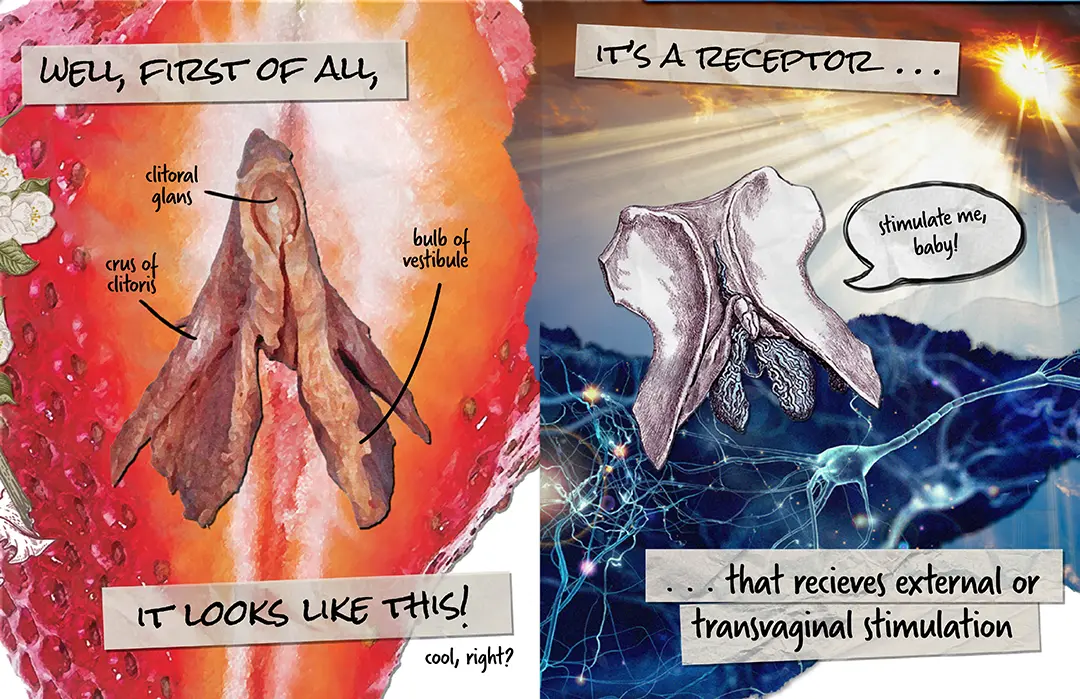 WELL, FIRST OF ALL,
clitoral
glans
crus of
clitoris
bulb of
vestibule
IT LOOKS LIKE THIS!
cool, right?
IT'S A RECEPTOR . . .
stimulate me,
baby!
. . . that recieves external or
transvaginal stimulation